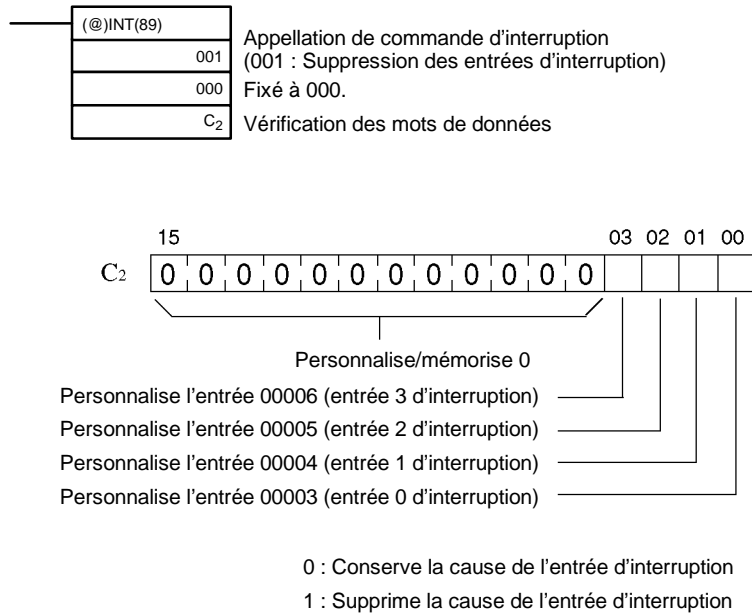 (@)INT(89)
001
000
C2
Appellation de commande d'interruption
(001 : Suppression des entrées d'interruption)
Fixé à 000.
Vérification des mots de données
15 03 02 01 00
C2 0 0 0 0 0 0 0 0 0 0 0 0
Personnalise/mémorise 0
Personnalise l'entrée 00006 (entrée 3 d'interruption)
Personnalise l'entrée 00005 (entrée 2 d'interruption)
Personnalise l'entrée 00004 (entrée 1 d'interruption)
Personnalise l'entrée 00003 (entrée 0 d'interruption)
0 : Conserve la cause de l'entrée d'interruption
1 : Supprime la cause de l'entrée d'interruption